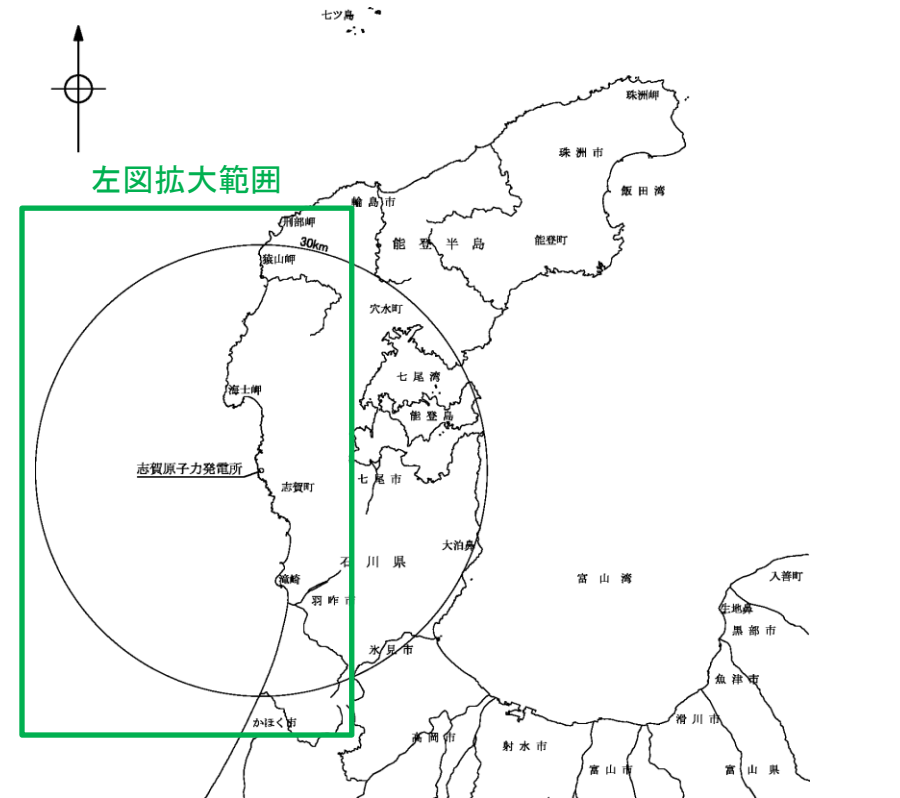 七ツ島
珠洲岬
珠洲市
左図拡大範囲
飯田湾
輪島市
刑部岬
30km
能登半島
能登町
猿山岬
穴水町
七尾湾
海士岬
能登島
志賀原子力発電所
七尾市
志賀町
大泊鼻
石川県
滝崎
富山湾
入善町
羽咋市
生地鼻
黒部市
氷見市
魚津市
かほく市
滑川市
高岡市
射水市
富山市
富山県